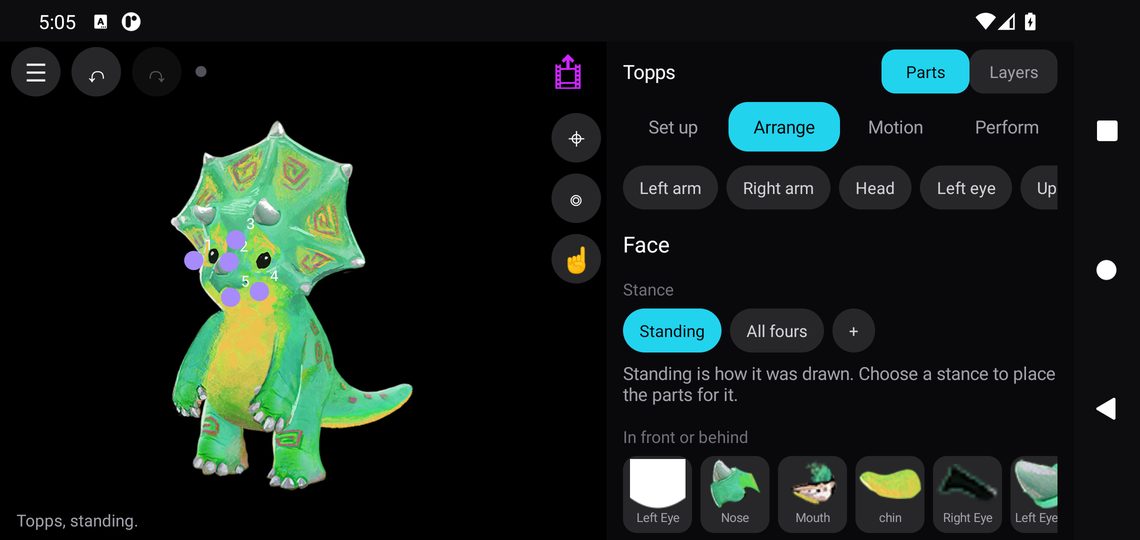 5:05
Topps
Parts
Layers
Set up
Arrange
Motion
Perform
Left arm
Right arm
Head
Left eye
Up
Face
Stance
Standing
All fours
+
Standing is how it was drawn. Choose a stance to place
the parts for it.
In front or behind
Left Eye
Nose
Mouth
chin
Right Eye
Left Eye
3
1
2
5
4
Topps, standing.